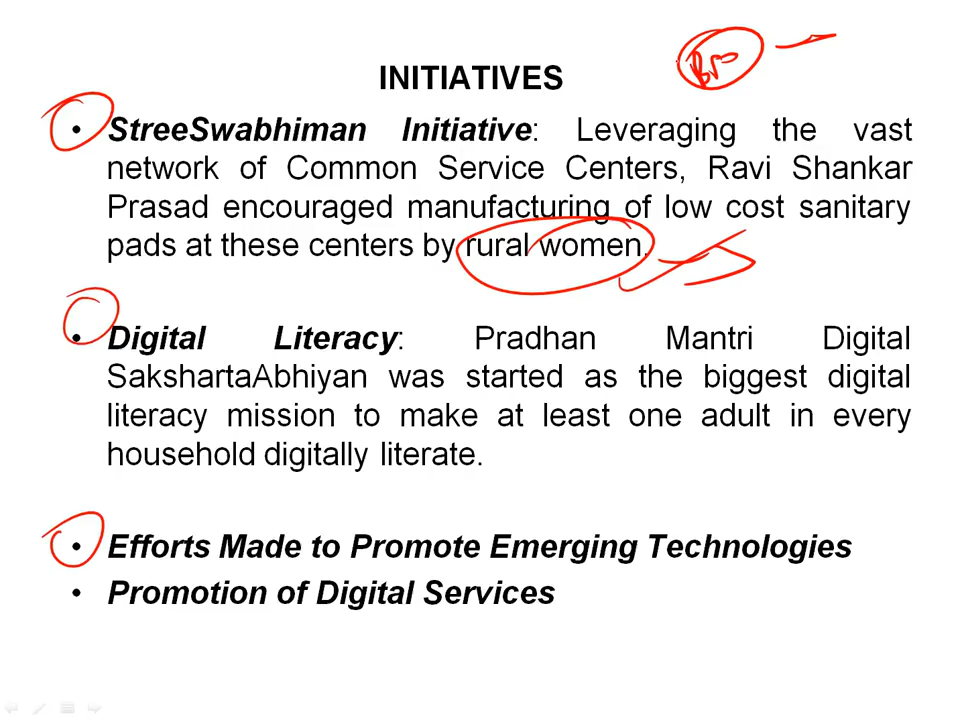 INITIATIVES
• StreeSwabhiman Initiative: Leveraging the vast
network of Common Service Centers, Ravi Shankar
Prasad encouraged manufacturing of low cost sanitary
pads at these centers by rural women.
• Digital Literacy: Pradhan Mantri Digital
SakshartaAbhiyan was started as the biggest digital
literacy mission to make at least one adult in every
household digitally literate.
• Efforts Made to Promote Emerging Technologies
• Promotion of Digital Services